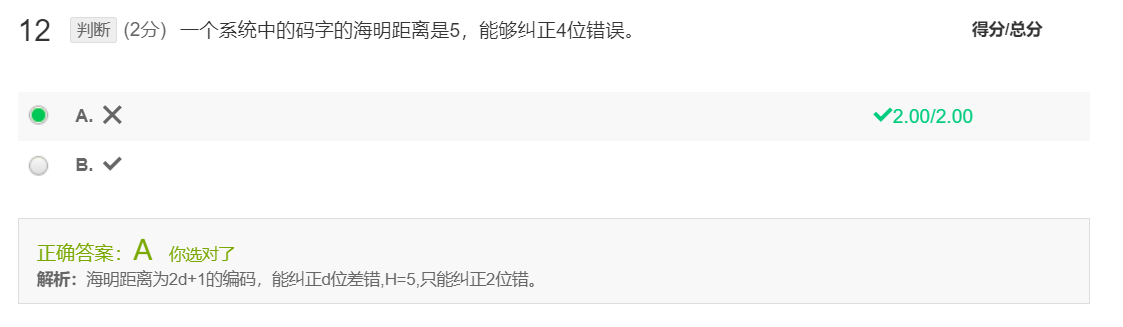 12 判断 (2分) 一个系统中的码字的海明距离是5，能够纠正4位错误。 得分/总分
A. ✕ ✔2.00/2.00
B. ✔
正确答案：A 你选对了
解析：海明距离为2d+1的编码，能纠正d位差错,H=5,只能纠正2位错。